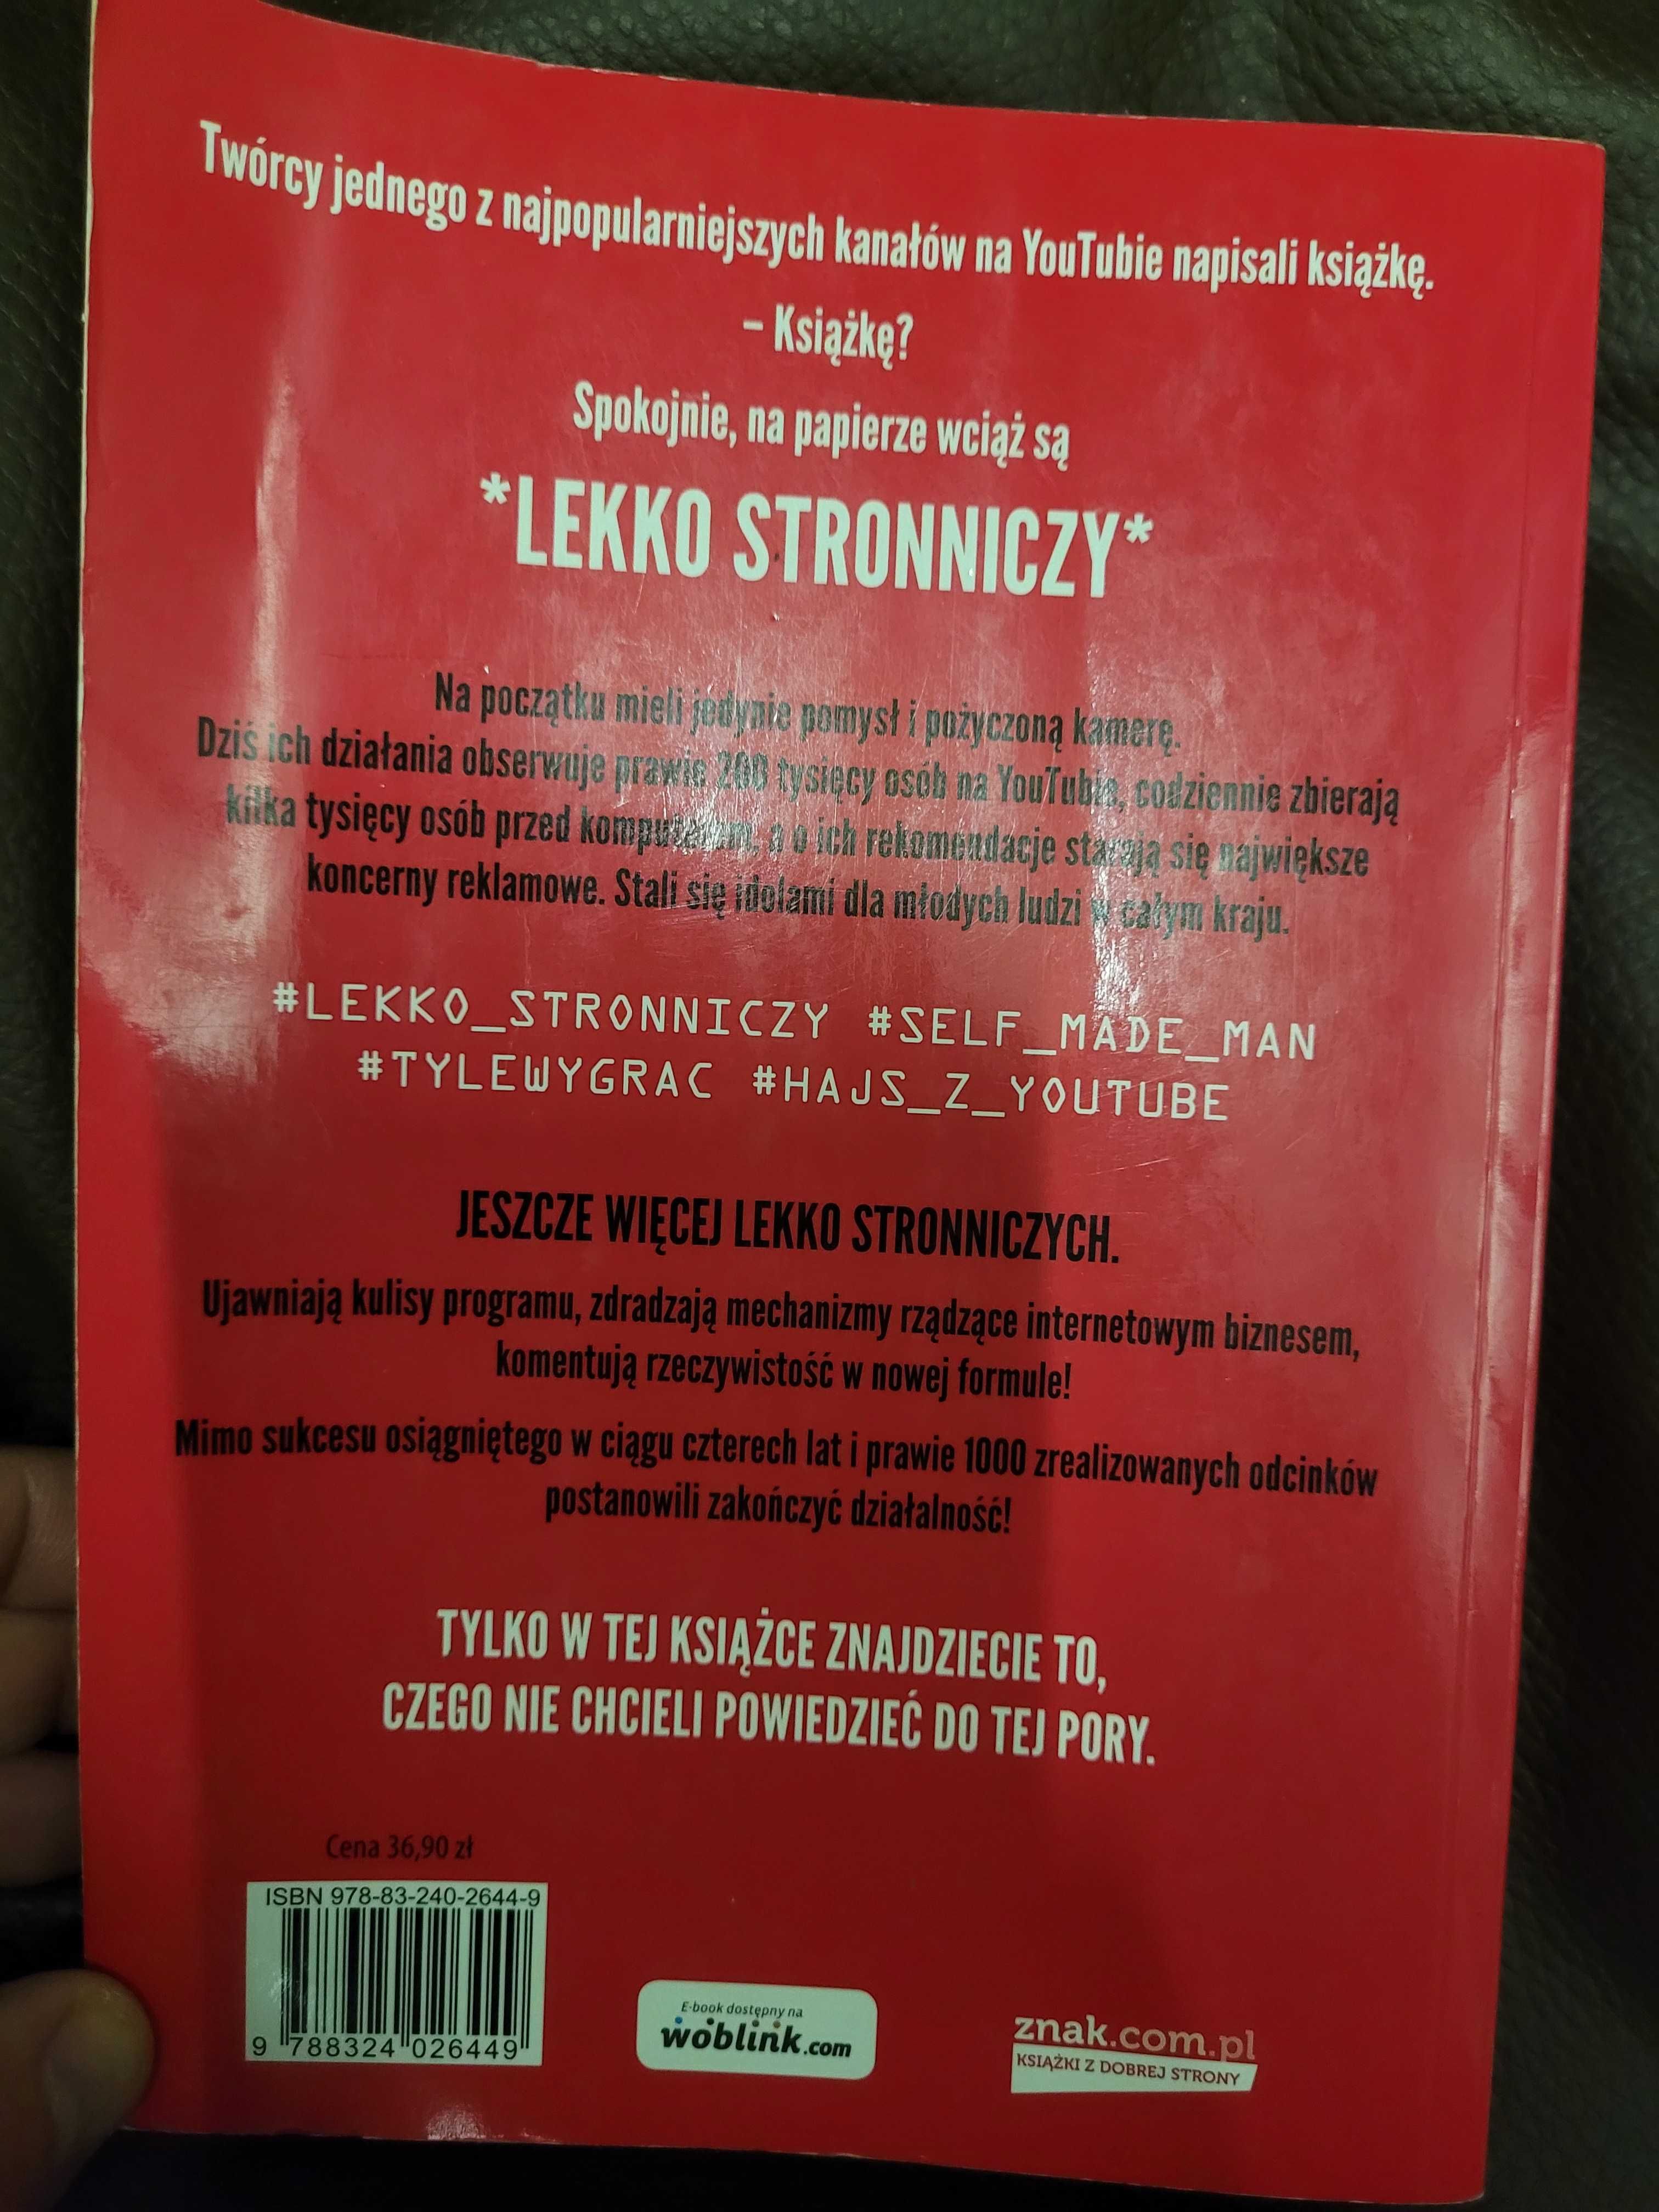 Twórcy jednego z najpopularniejszych kanałów na YouTubie napisali książkę.
– Książkę?
Spokojnie, na papierze wciąż są
*LEKKO STRONNICZY*
Na początku mieli jedynie pomysł i pożyczoną kamerę.
Dziś ich działania obserwuje prawie 200 tysięcy osób na YouTubie, codziennie zbierają
kilka tysięcy osób przed komputerem, a o ich rekomendacje starają się największe
koncerny reklamowe. Stali się idolami dla młodych ludzi w całym kraju.
#LEKKO_STRONNICZY #SELF_MADE_MAN
#TYLEWYGRAC #HAJS_Z_YOUTUBE
JESZCZE WIĘCEJ LEKKO STRONNICZYCH.
Ujawniają kulisy programu, zdradzają mechanizmy rządzące internetowym biznesem,
komentują rzeczywistość w nowej formule!
Mimo sukcesu osiągniętego w ciągu czterech lat i prawie 1000 zrealizowanych odcinków
postanowili zakończyć działalność!
TYLKO W TEJ KSIĄŻCE ZNAJDZIECIE TO,
CZEGO NIE CHCIELI POWIEDZIEĆ DO TEJ PORY.
Cena 36,90 zł
ISBN 978-83-240-2644-9
9 788324 026449
E-book dostępny na
woblink.com
znak.com.pl
KSIĄŻKI Z DOBREJ STRONY